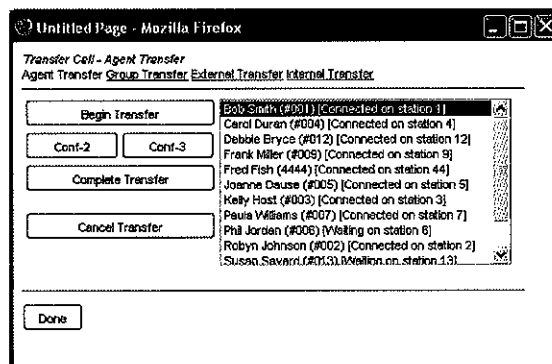 Untitled Page - Mozilla Firefox
Transfer Call - Agent Transfer
Agent Transfer Group Transfer External Transfer Internal Transfer
Begin Transfer
Conf-2 Conf-3
Complete Transfer
Cancel Transfer
Bob Smith (#001) [Connected on station 1]
Carol Duran (#004) [Connected on station 4]
Debbie Bryce (#012) [Connected on station 12]
Frank Miller (#009) [Connected on station 9]
Fred Fish (4444) [Connected on station 44]
Joanne Dause (#005) [Connected on station 5]
Kelly Host (#003) [Connected on station 3]
Paula Williams (#007) [Connected on station 7]
Phil Jordan (#006) [Waiting on station 6]
Robyn Johnson (#002) [Connected on station 2]
Susan Savard (#013) [Waiting on station 13]
Done